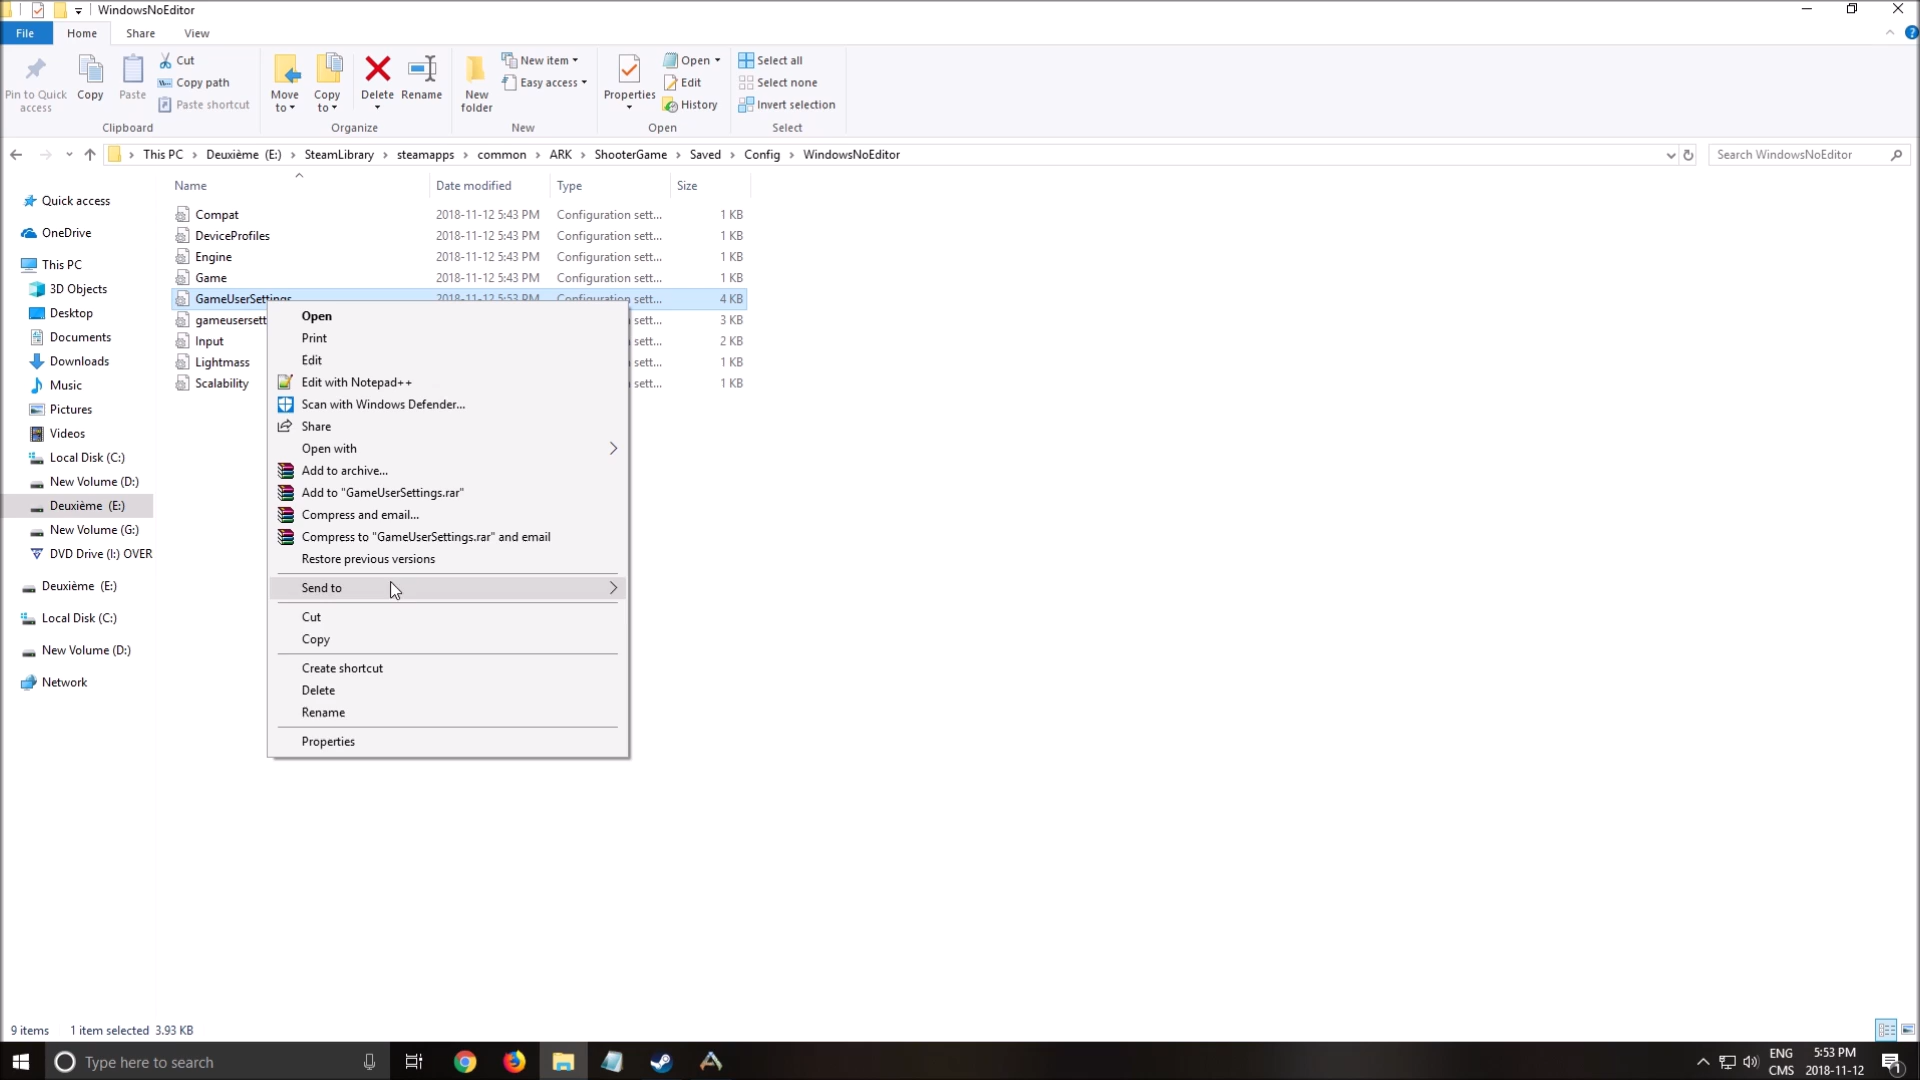 WindowsNoEditor
File Home Share View
Pin to Quick access
Copy
Paste
Cut
Copy path
Paste shortcut
Clipboard
Move to
Copy to
Delete
Rename
Organize
New folder
New item
Easy access
New
Properties
Open
Edit
History
Open
Select all
Select none
Invert selection
Select
This PC > Deuxième (E:) > SteamLibrary > steamapps > common > ARK > ShooterGame > Saved > Config > WindowsNoEditor
Search WindowsNoEditor
Name Date modified Type Size
Compat 2018-11-12 5:43 PM Configuration sett... 1 KB
DeviceProfiles 2018-11-12 5:43 PM Configuration sett... 1 KB
Engine 2018-11-12 5:43 PM Configuration sett... 1 KB
Game 2018-11-12 5:43 PM Configuration sett... 1 KB
GameUserSettings 2018-11-12 5:53 PM Configuration sett... 4 KB
gameusersett sett... 3 KB
Input sett... 2 KB
Lightmass sett... 1 KB
Scalability sett... 1 KB
Quick access
OneDrive
This PC
3D Objects
Desktop
Documents
Downloads
Music
Pictures
Videos
Local Disk (C:)
New Volume (D:)
Deuxième (E:)
New Volume (G:)
DVD Drive (I:) OVER
Deuxième (E:)
Local Disk (C:)
New Volume (D:)
Network
Open
Print
Edit
Edit with Notepad++
Scan with Windows Defender...
Share
Open with
Add to archive...
Add to "GameUserSettings.rar"
Compress and email...
Compress to "GameUserSettings.rar" and email
Restore previous versions
Send to
Cut
Copy
Create shortcut
Delete
Rename
Properties
9 items 1 item selected 3.93 KB
Type here to search
ENG
CMS
5:53 PM
2018-11-12
1